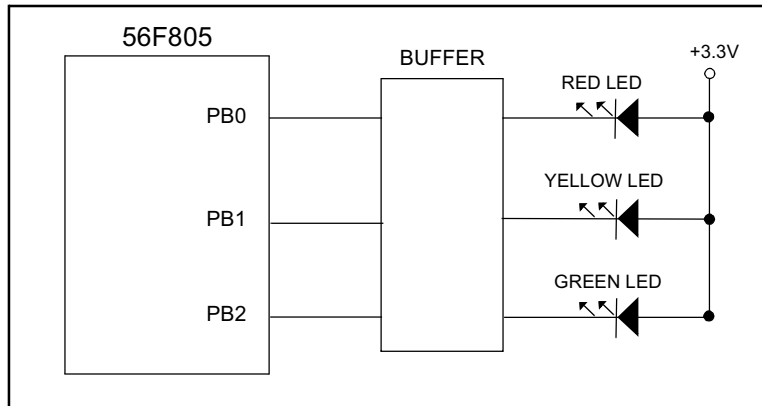 56F805
BUFFER
+3.3V
RED LED
PB0
YELLOW LED
PB1
GREEN LED
PB2